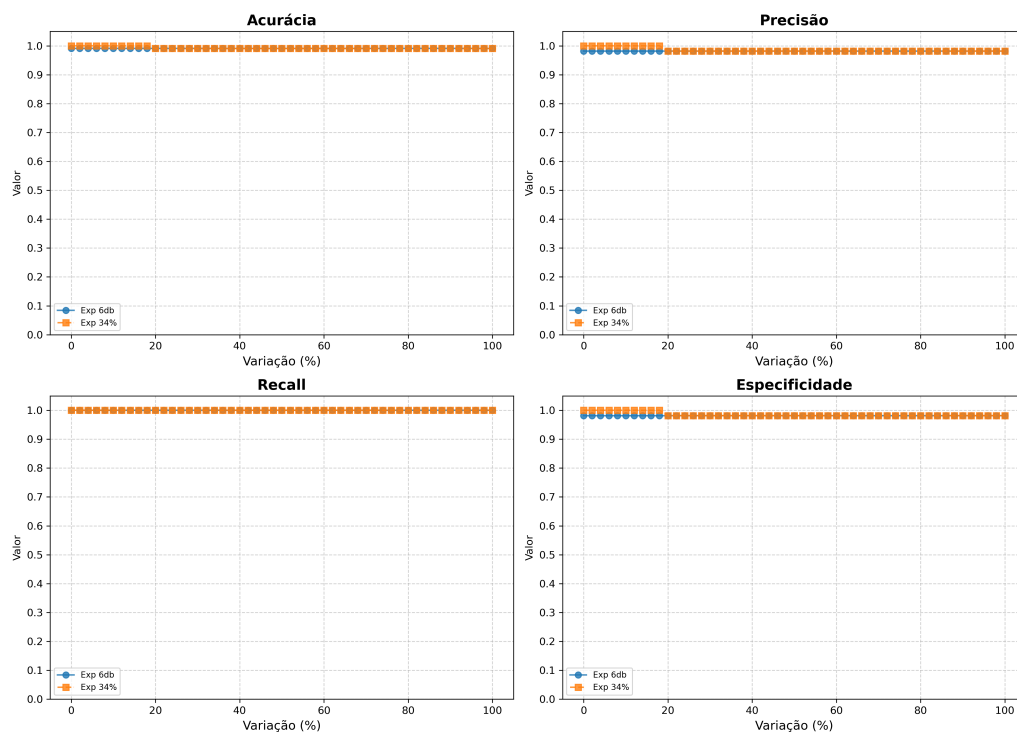 Acurácia
1.0
0.9
0.8
0.7
0.6
0.5
0.4
0.3
0.2
0.1
0.0
Valor
Exp 6db
Exp 34%
0 20 40 60 80 100
Variação (%)
Precisão
1.0
0.9
0.8
0.7
0.6
0.5
0.4
0.3
0.2
0.1
0.0
Valor
Exp 6db
Exp 34%
0 20 40 60 80 100
Variação (%)
Recall
1.0
0.9
0.8
0.7
0.6
0.5
0.4
0.3
0.2
0.1
0.0
Valor
Exp 6db
Exp 34%
0 20 40 60 80 100
Variação (%)
Especificidade
1.0
0.9
0.8
0.7
0.6
0.5
0.4
0.3
0.2
0.1
0.0
Valor
Exp 6db
Exp 34%
0 20 40 60 80 100
Variação (%)